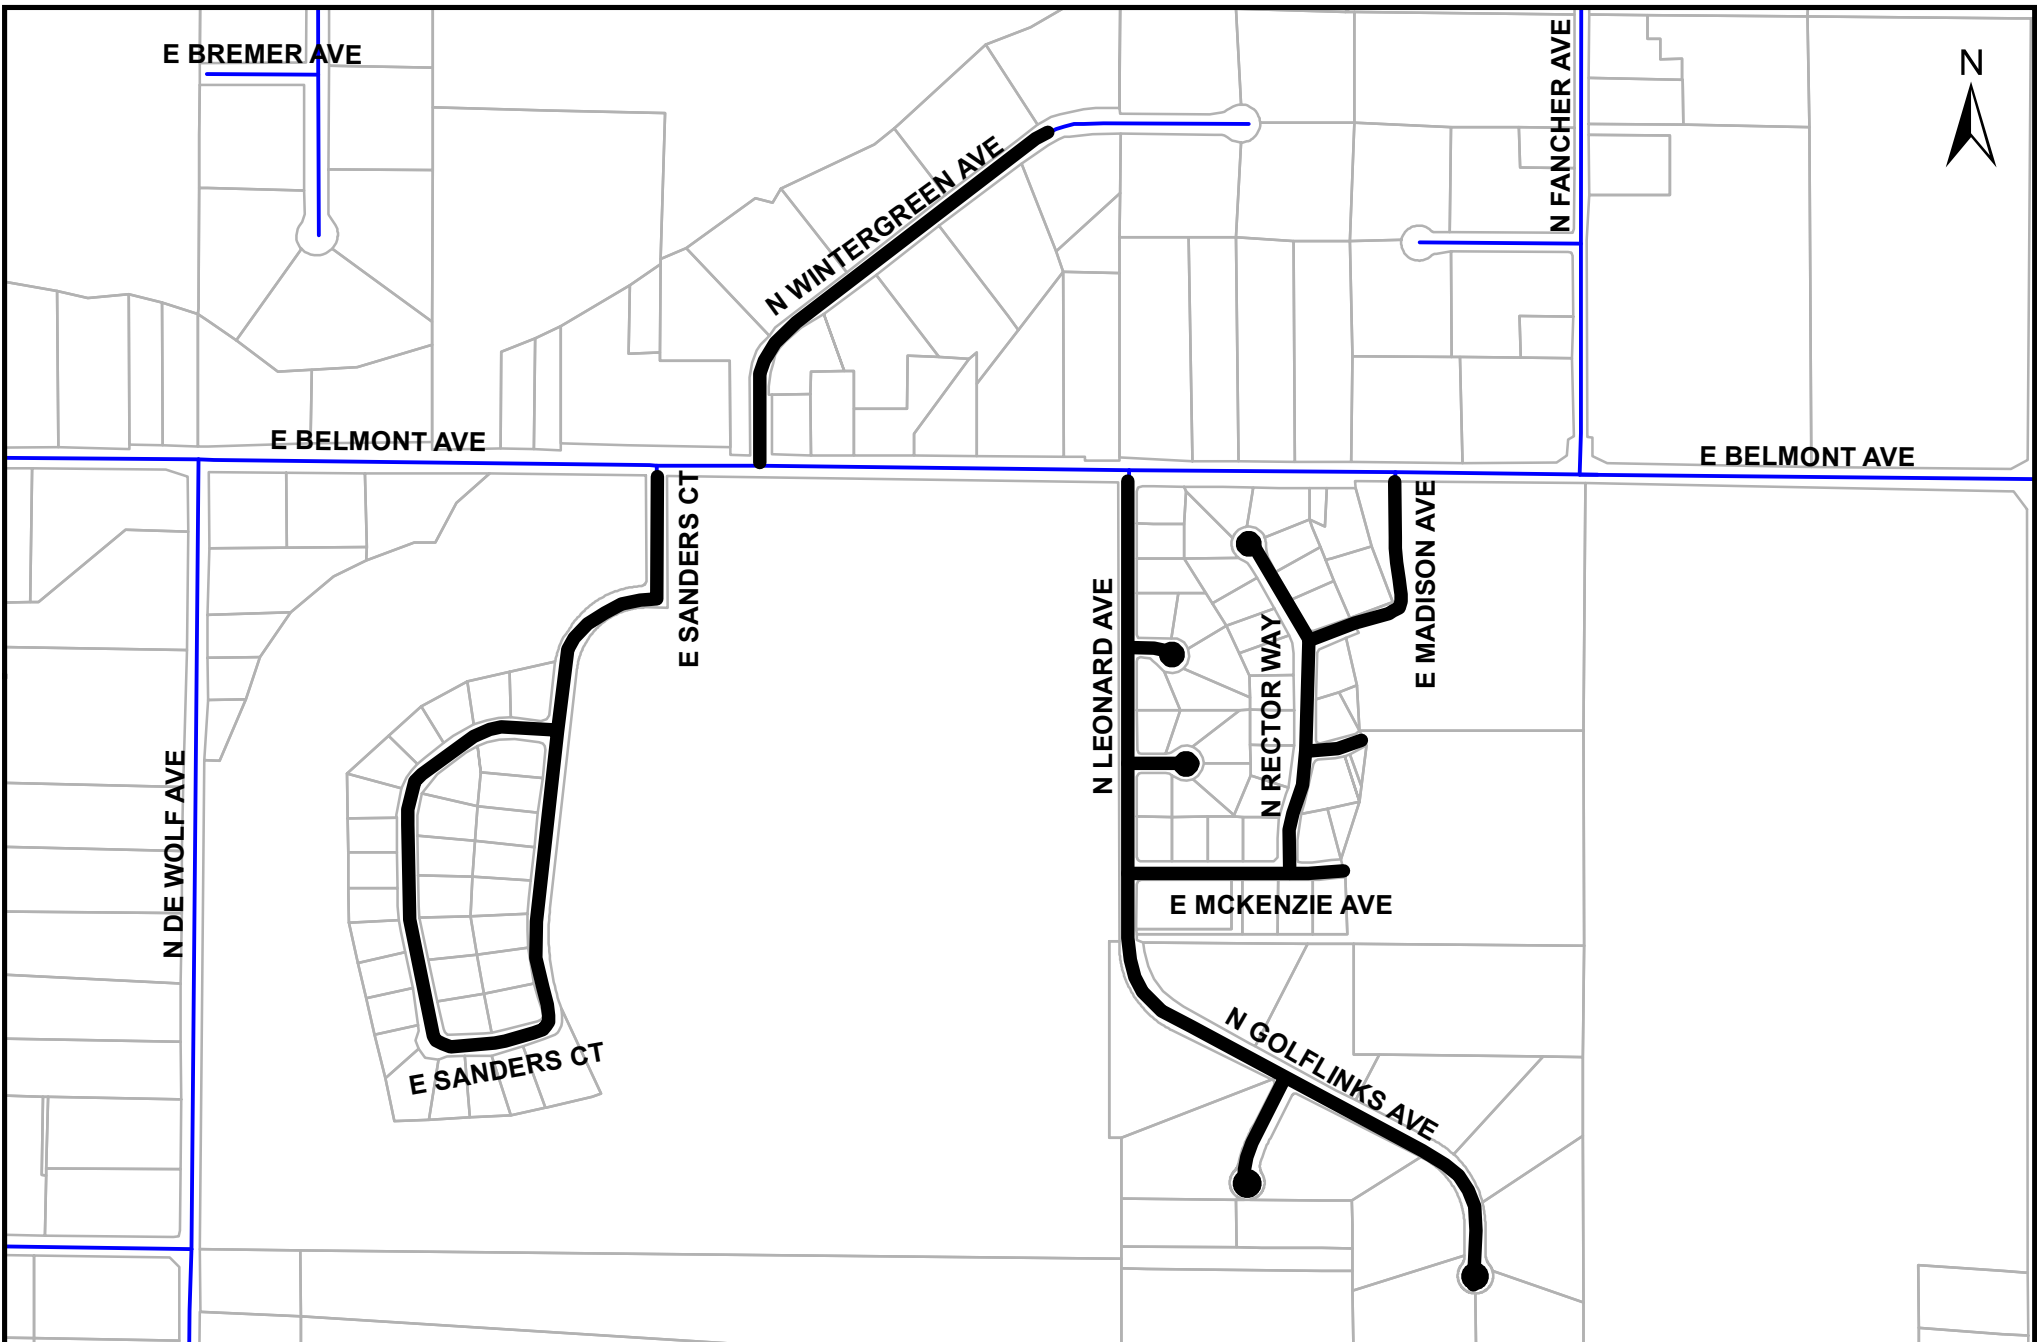 E BREMER AVE
N FANCHER AVE
N
N WINTERGREEN AVE
E BELMONT AVE
E BELMONT AVE
E SANDERS CT
E MADISON AVE
N LEONARD AVE
N RECTOR WAY
N DE WOLF AVE
E MCKENZIE AVE
N GOLFLINKS AVE
E SANDERS CT